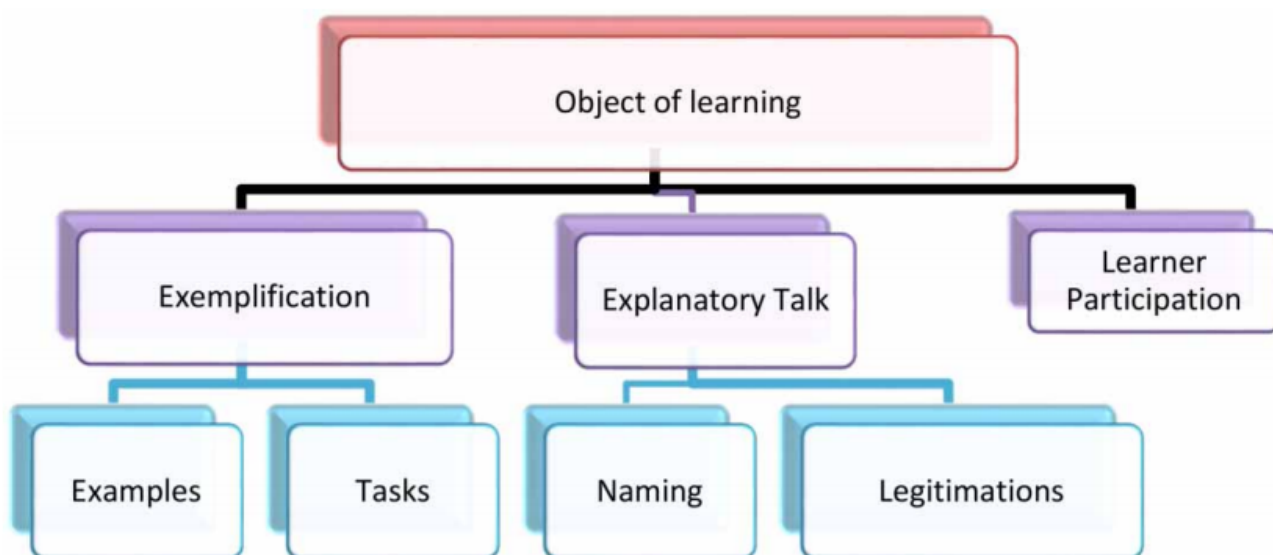 Object of learning
Exemplification
Explanatory Talk
Learner
Participation
Examples
Tasks
Naming
Legitimations